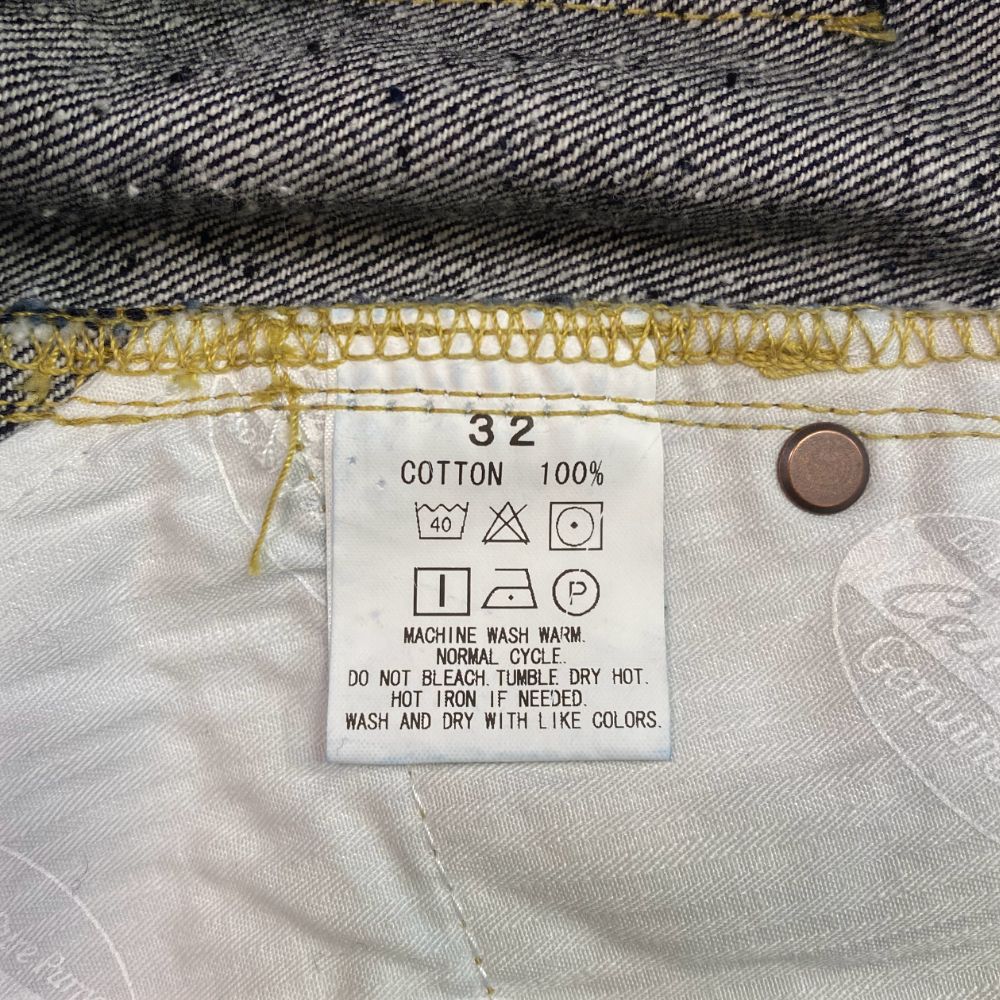 32
COTTON 100%
40
P
MACHINE WASH WARM.
NORMAL CYCLE.
DO NOT BLEACH. TUMBLE DRY HOT.
HOT IRON IF NEEDED.
WASH AND DRY WITH LIKE COLORS.